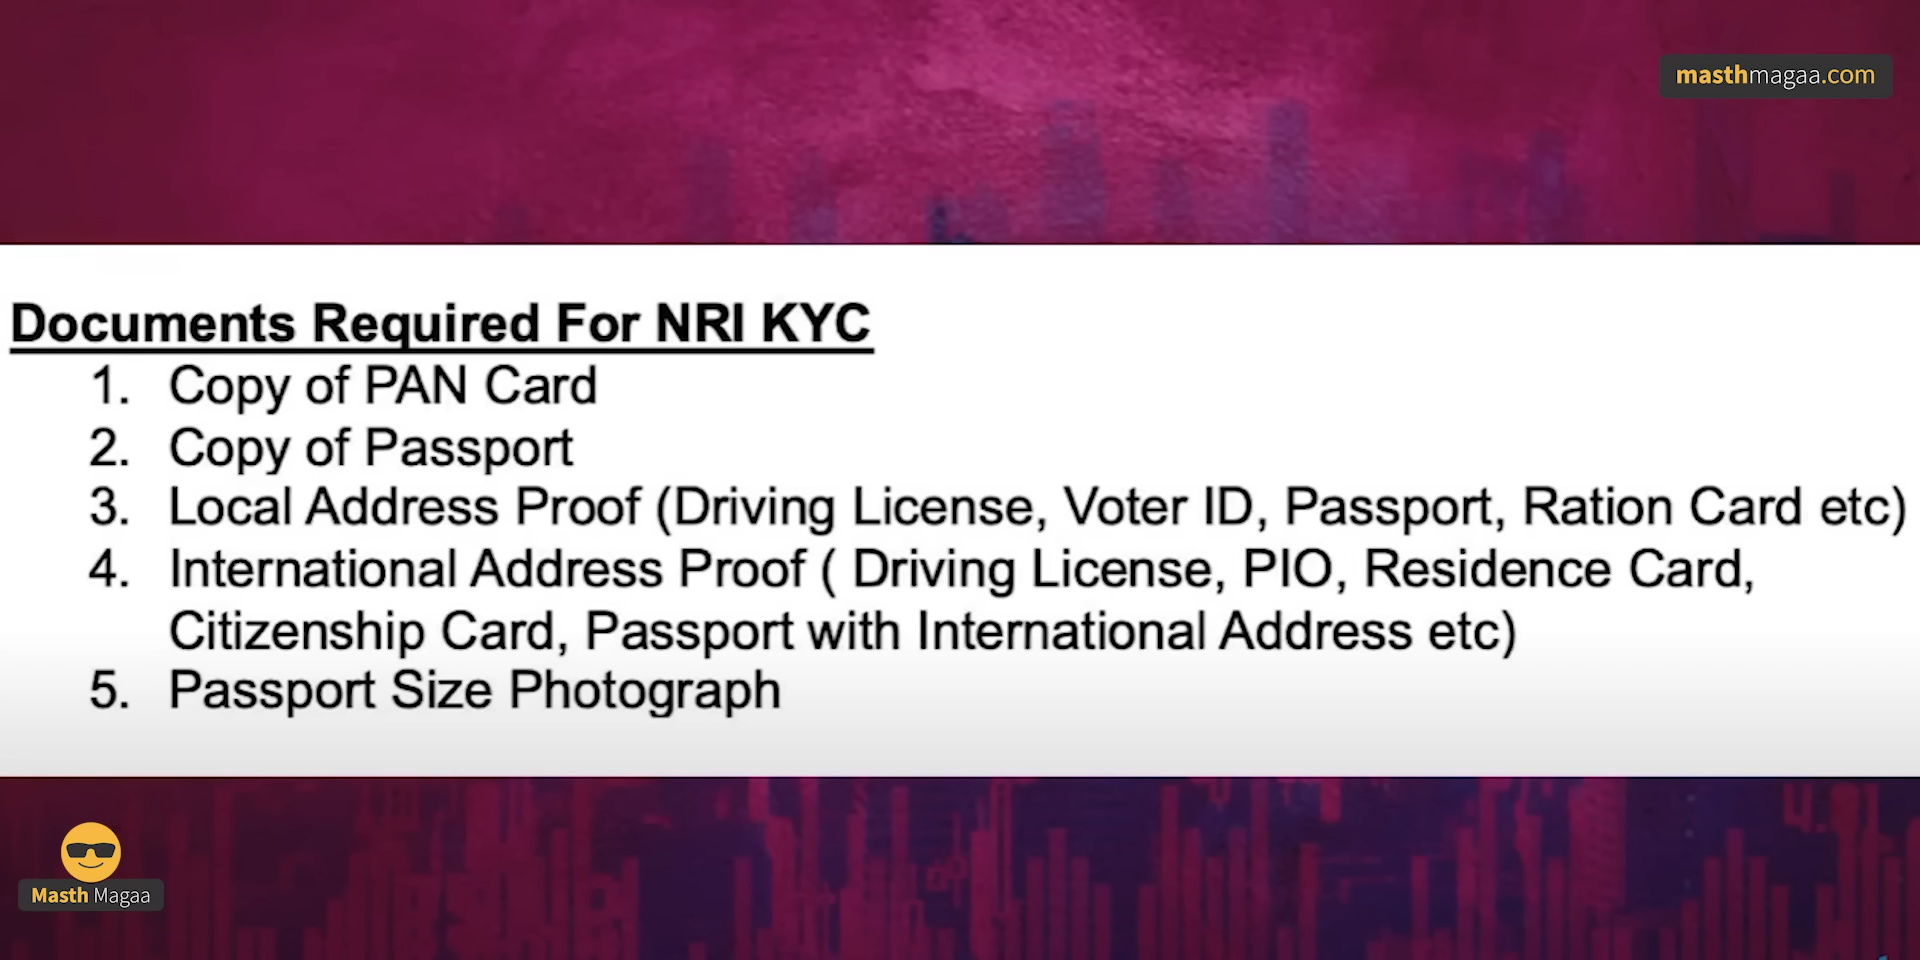 masthmagaa.com
Documents Required For NRI KYC
1. Copy of PAN Card
2. Copy of Passport
3. Local Address Proof (Driving License, Voter ID, Passport, Ration Card etc)
4. International Address Proof ( Driving License, PIO, Residence Card,
Citizenship Card, Passport with International Address etc)
5. Passport Size Photograph
Masth Magaa